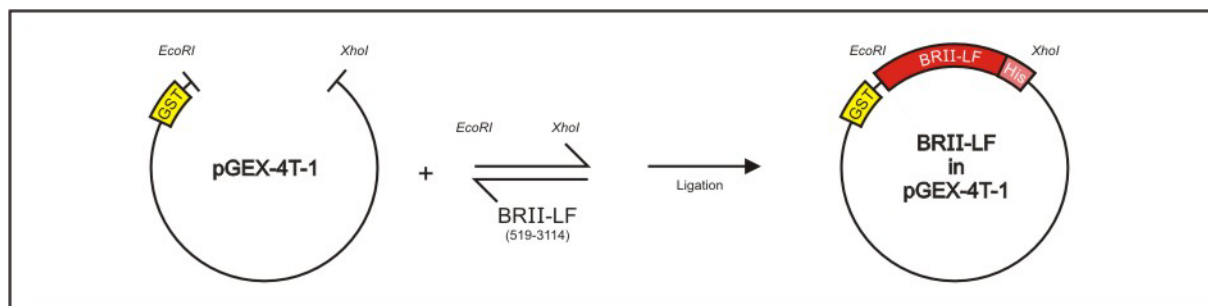 EcoRI
XhoI
GST
pGEX-4T-1
+
EcoRI
XhoI
BRII-LF
(519-3114)
Ligation
EcoRI
XhoI
BRII-LF
His
GST
BRII-LF
in
pGEX-4T-1